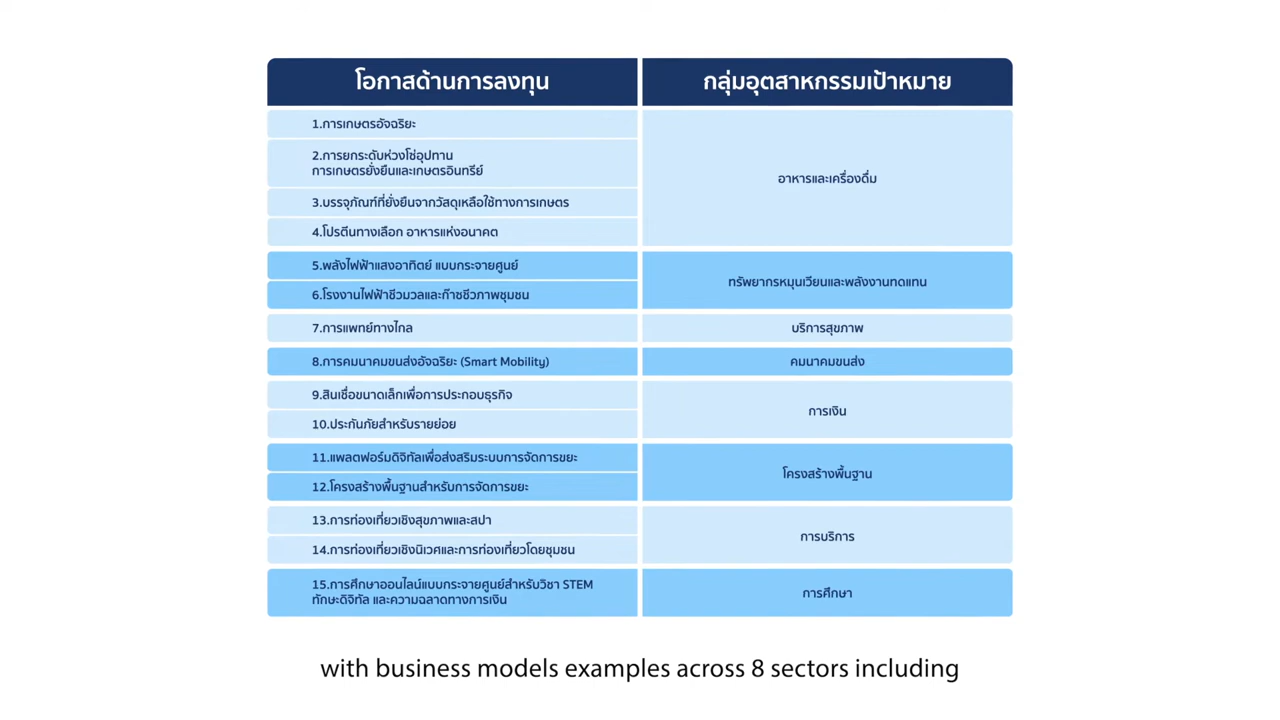 โอกาสด้านการลงทุน
กลุ่มอุตสาหกรรมเป้าหมาย
1.การเกษตรอัจฉริยะ
2.การยกระดับห่วงโซ่อุปทาน
การเกษตรยั่งยืนและเกษตรอินทรีย์
3.บรรจุภัณฑ์ที่ยั่งยืนจากวัสดุเหลือใช้ทางการเกษตร
4.โปรตีนทางเลือก อาหารแห่งอนาคต
อาหารและเครื่องดื่ม
5.พลังไฟฟ้าแสงอาทิตย์ แบบกระจายศูนย์
6.โรงงานไฟฟ้าชีวมวลและก๊าซชีวภาพชุมชน
ทรัพยากรหมุนเวียนและพลังงานทดแทน
7.การแพทย์ทางไกล
บริการสุขภาพ
8.การคมนาคมขนส่งอัจฉริยะ (Smart Mobility)
คมนาคมขนส่ง
9.สินเชื่อขนาดเล็กเพื่อการประกอบธุรกิจ
10.ประกันภัยสำหรับรายย่อย
การเงิน
11.แพลตฟอร์มดิจิทัลเพื่อส่งสริมระบบการจัดการขยะ
12.โครงสร้างพื้นฐานสำหรับการจัดการขยะ
โครงสร้างพื้นฐาน
13.การท่องเที่ยวเชิงสุขภาพและสปา
14.การท่องเที่ยวเชิงนิเวศและการท่องเที่ยวโดยชุมชน
การบริการ
15.การศึกษาออนไลน์แบบกระจายศูนย์สำหรับวิชา STEM
ทักษะดิจิทัล และความฉลาดทางการเงิน
การศึกษา
with business models examples across 8 sectors including